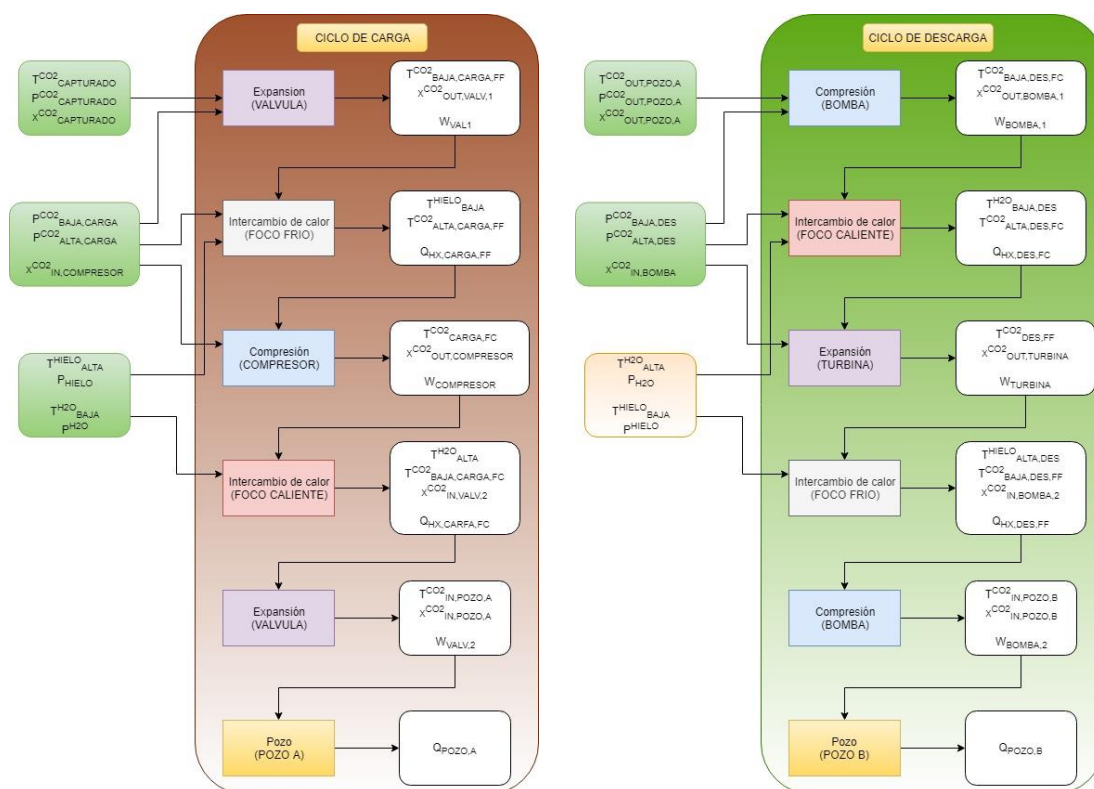 CICLO DE CARGA
T^CO2_CAPTURADO
P^CO2_CAPTURADO
X^CO2_CAPTURADO
Expansion
(VALVULA)
T^CO2_BAJA,CARGA,FF
X^CO2_OUT,VALV,1
W_VAL1
P^CO2_BAJA,CARGA
P^CO2_ALTA,CARGA
X^CO2_IN,COMPRESOR
Intercambio de calor
(FOCO FRIO)
T^HIELO_BAJA
T^CO2_ALTA,CARGA,FF
Q_HX,CARGA,FF
Compresión
(COMPRESOR)
T^CO2_CARGA,FC
X^CO2_OUT,COMPRESOR
W_COMPRESOR
T^HIELO_ALTA
P_HIELO
T^H2O_BAJA
P^H2O
Intercambio de calor
(FOCO CALIENTE)
T^H2O_ALTA
T^CO2_BAJA,CARGA,FC
X^CO2_IN,VALV,2
Q_HX,CARFA,FC
Expansión
(VALVULA)
T^CO2_IN,POZO,A
X^CO2_IN,POZO,A
W_VALV,2
Pozo
(POZO A)
Q_POZO,A
CICLO DE DESCARGA
T^CO2_OUT,POZO,A
P^CO2_OUT,POZO,A
X^CO2_OUT,POZO,A
Compresión
(BOMBA)
T^CO2_BAJA,DES,FC
X^CO2_OUT,BOMBA,1
W_BOMBA,1
P^CO2_BAJA,DES
P^CO2_ALTA,DES
X^CO2_IN,BOMBA
Intercambio de calor
(FOCO CALIENTE)
T^H2O_BAJA,DES
T^CO2_ALTA,DES,FC
Q_HX,DES,FC
Expansión
(TURBINA)
T^CO2_DES,FF
X^CO2_OUT,TURBINA
W_TURBINA
T^H2O_ALTA
P_H2O
T^HIELO_BAJA
P^HIELO
Intercambio de calor
(FOCO FRIO)
T^HIELO_ALTA,DES
T^CO2_BAJA,DES,FF
X^CO2_IN,BOMBA,2
Q_HX,DES,FF
Compresión
(BOMBA)
T^CO2_IN,POZO,B
X^CO2_IN,POZO,B
W_BOMBA,2
Pozo
(POZO B)
Q_POZO,B